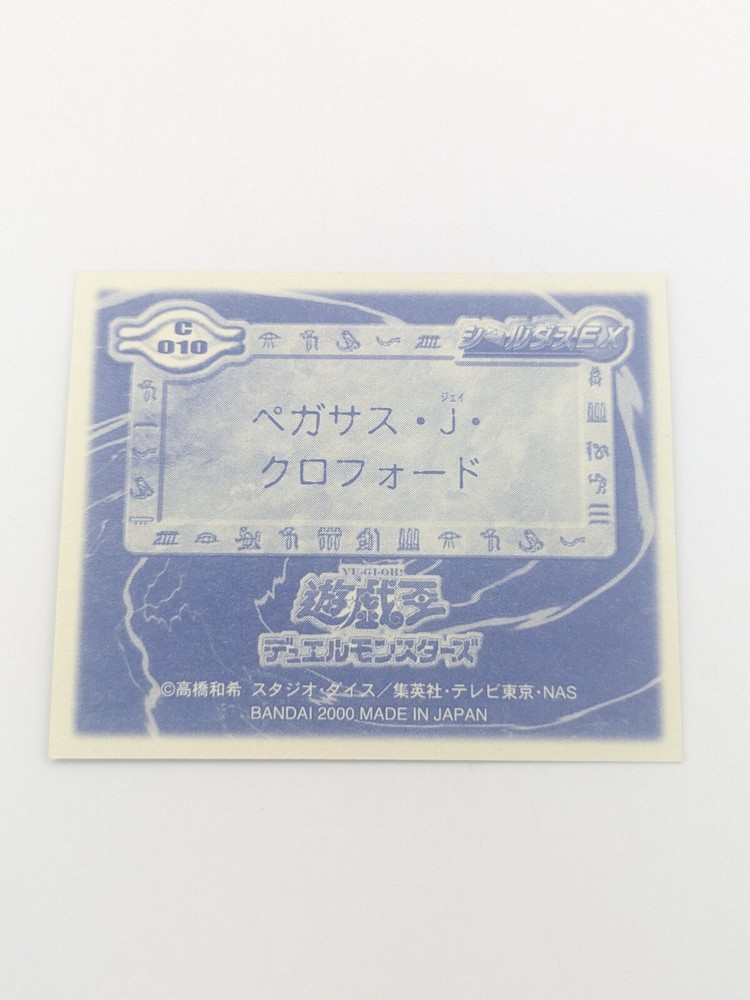 C
010
シールダスEX
ジェイ
ペガサス・J・
クロフォード
YU-GI-OH!
遊戯王
デュエルモンスターズ
©高橋和希 スタジオ・ダイス／集英社・テレビ東京・NAS
BANDAI 2000 MADE IN JAPAN